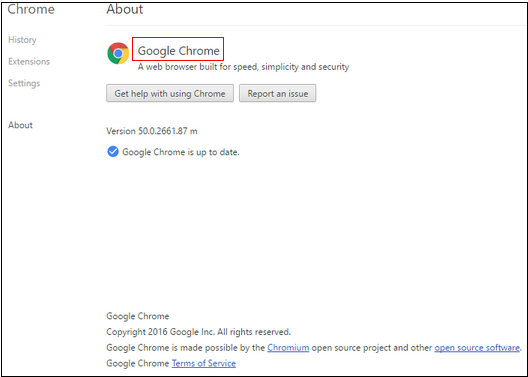 Chrome
About
History
Extensions
Settings
About
Google Chrome
A web browser built for speed, simplicity and security
Get help with using Chrome
Report an issue
Version 50.0.2661.87 m
Google Chrome is up to date.
Google Chrome
Copyright 2016 Google Inc. All rights reserved.
Google Chrome is made possible by the Chromium open source project and other open source software.
Google Chrome Terms of Service